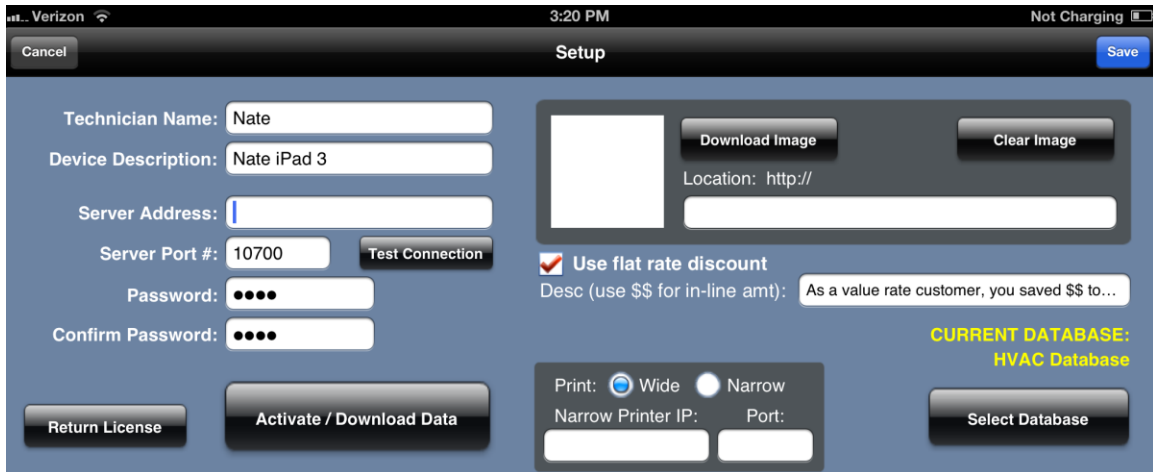 Verizon 3:20 PM Not Charging
Cancel Setup Save
Technician Name: Nate
Device Description: Nate iPad 3
Server Address:
Server Port #: 10700 Test Connection
Password: ●●●●
Confirm Password: ●●●●
Return License
Activate / Download Data
Download Image Clear Image
Location: http://
Use flat rate discount
Desc (use $$ for in-line amt): As a value rate customer, you saved $$ to…
CURRENT DATABASE:
HVAC Database
Print: Wide Narrow
Narrow Printer IP: Port:
Select Database